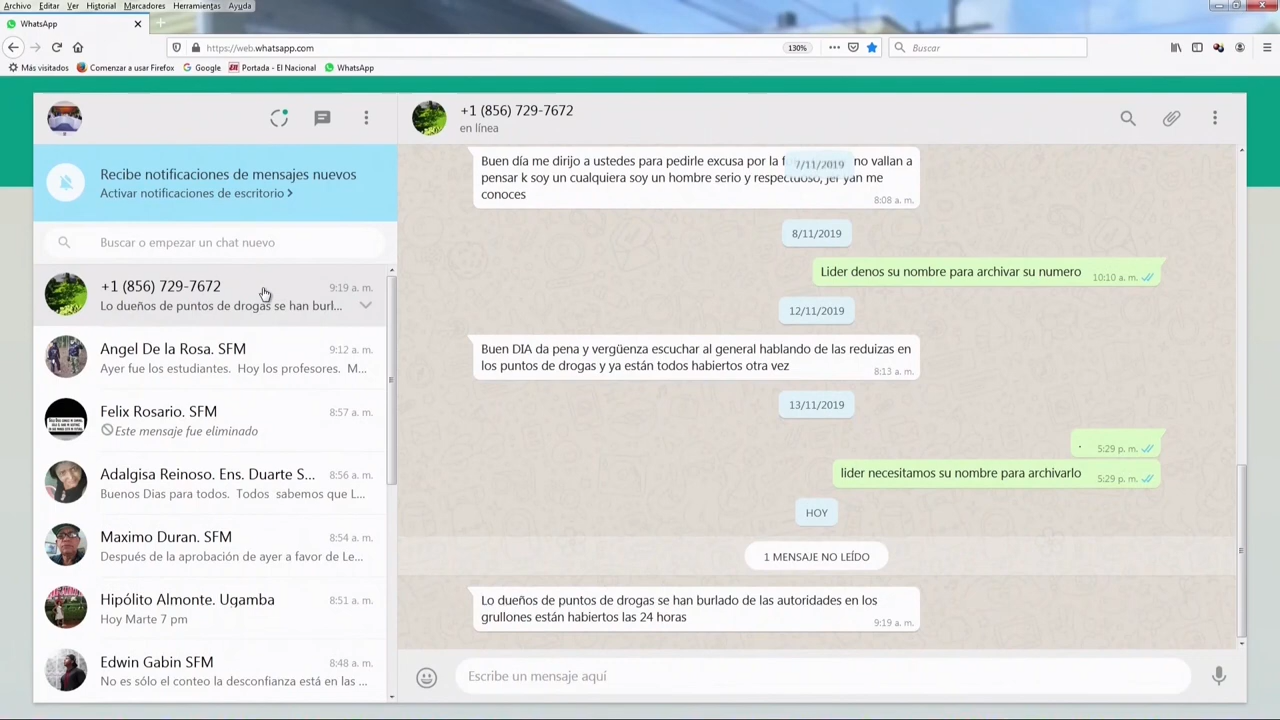 Archivo Editar Ver Historial Marcadores Herramientas Ayuda
WhatsApp
https://web.whatsapp.com
130%
Buscar
Más visitados Comenzar a usar Firefox Google Portada - El Nacional WhatsApp
+1 (856) 729-7672
en línea
Recibe notificaciones de mensajes nuevos
Activar notificaciones de escritorio >
Buscar o empezar un chat nuevo
+1 (856) 729-7672 9:19 a. m.
Lo dueños de puntos de drogas se han burl...
Angel De la Rosa. SFM 9:12 a. m.
Ayer fue los estudiantes. Hoy los profesores. M...
Felix Rosario. SFM 8:57 a. m.
Este mensaje fue eliminado
Adalgisa Reinoso. Ens. Duarte S... 8:56 a. m.
Buenos Dias para todos. Todos sabemos que L...
Maximo Duran. SFM 8:54 a. m.
Después de la aprobación de ayer a favor de Le...
Hipólito Almonte. Ugamba 8:51 a. m.
Hoy Marte 7 pm
Edwin Gabin SFM 8:48 a. m.
No es sólo el conteo la desconfianza está en las ...
7/11/2019
Buen día me dirijo a ustedes para pedirle excusa por la no vallan a
pensar k soy un cualquiera soy un hombre serio y respectuoso, yan me
conoces
8:08 a. m.
8/11/2019
Lider denos su nombre para archivar su numero 10:10 a. m.
12/11/2019
Buen DIA da pena y vergüenza escuchar al general hablando de las reduizas en
los puntos de drogas y ya están todos habiertos otra vez
8:13 a. m.
13/11/2019
. 5:29 p. m.
lider necesitamos su nombre para archivarlo 5:29 p. m.
HOY
1 MENSAJE NO LEÍDO
Lo dueños de puntos de drogas se han burlado de las autoridades en los
grullones están habiertos las 24 horas
9:19 a. m.
Escribe un mensaje aquí